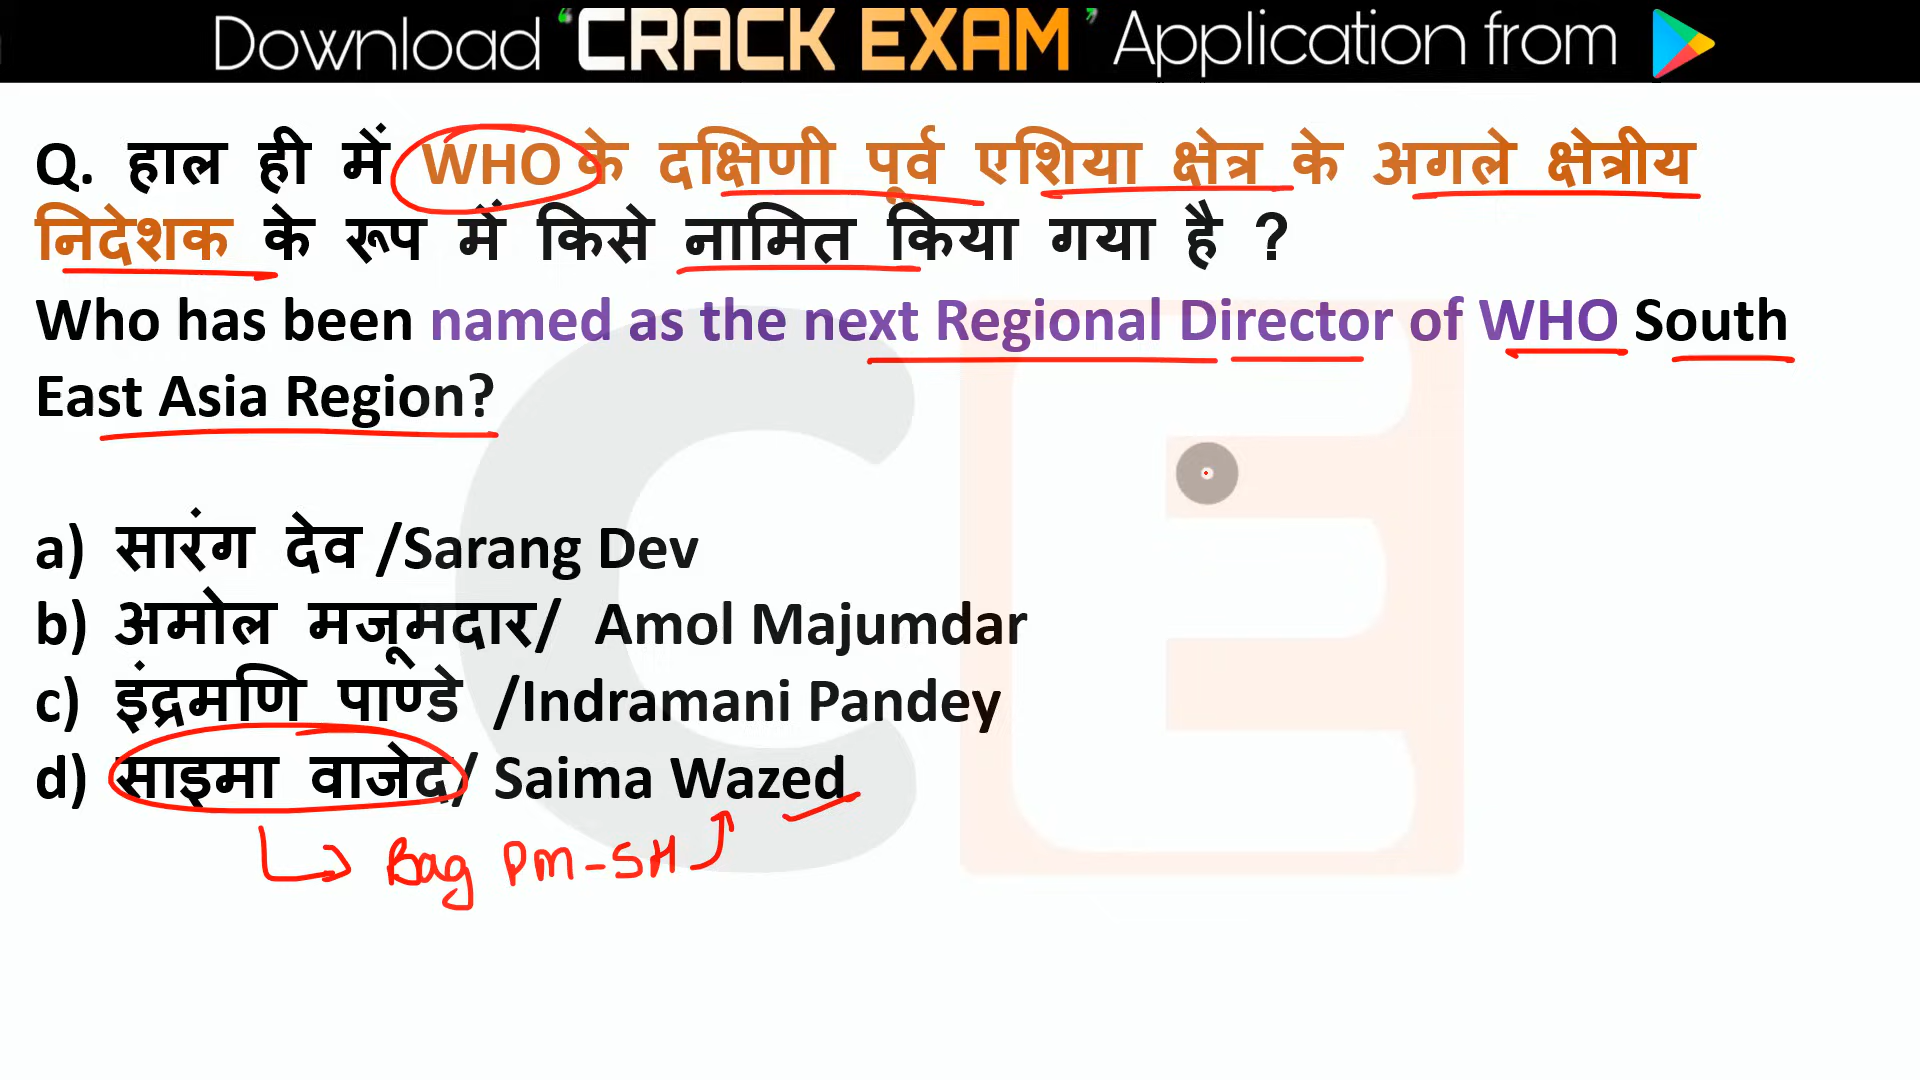 Download “CRACK EXAM” Application from
Q. हाल ही में WHO के दक्षिणी पूर्व एशिया क्षेत्र के अगले क्षेत्रीय
निदेशक के रूप में किसे नामित किया गया है ?
Who has been named as the next Regional Director of WHO South
East Asia Region?
a) सारंग देव /Sarang Dev
b) अमोल मजूमदार/ Amol Majumdar
c) इंद्रमणि पाण्डे /Indramani Pandey
d) साइमा वाजेद/ Saima Wazed
Bag PM-SH
CE